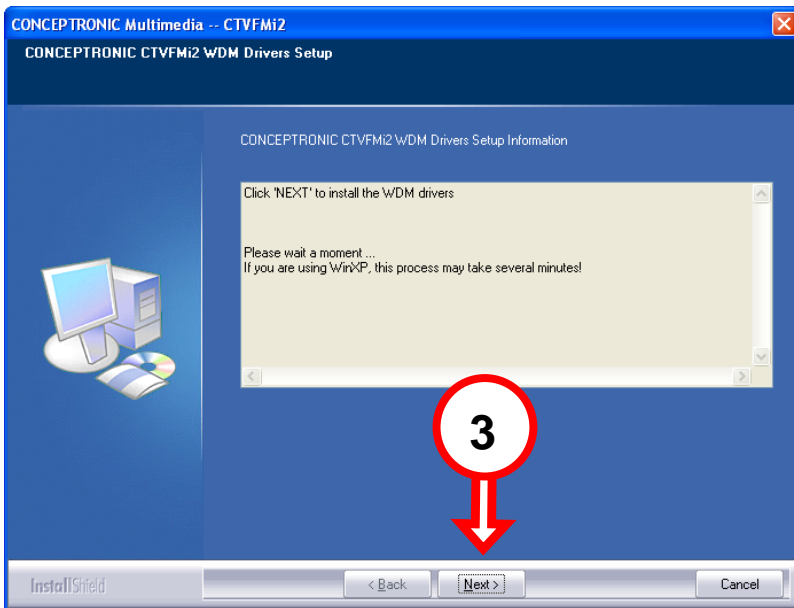 CONCEPTRONIC Multimedia -- CTVFMi2
CONCEPTRONIC CTVFMi2 WDM Drivers Setup
CONCEPTRONIC CTVFMi2 WDM Drivers Setup Information
Click 'NEXT' to install the WDM drivers
Please wait a moment ...
If you are using WinXP, this process may take several minutes!
3
InstallShield
< Back
Next >
Cancel